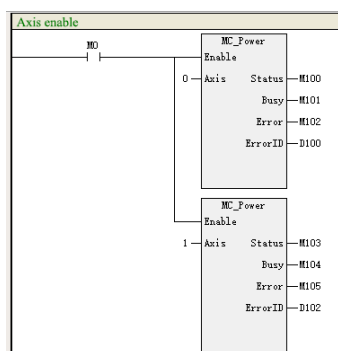 Axis enable
M0
MC_Power
Enable
0 Axis Status M100
Busy M101
Error M102
ErrorID D100
MC_Power
Enable
1 Axis Status M103
Busy M104
Error M105
ErrorID D102